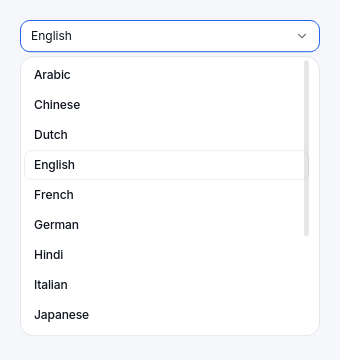 English
Arabic
Chinese
Dutch
English
French
German
Hindi
Italian
Japanese